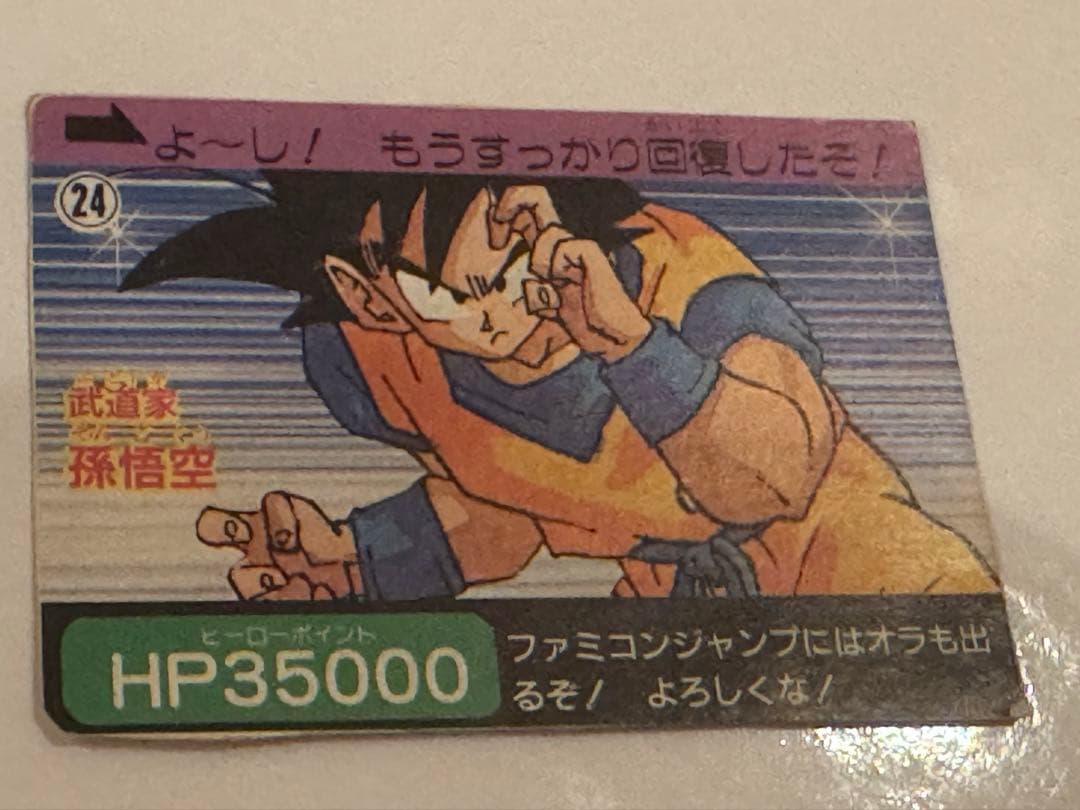 よ〜し! もうすっかり回復したぞ!
24
武道家
孫悟空
ヒーローポイント
HP35000
ファミコンジャンプにはオラも出
るぞ! よろしくな!